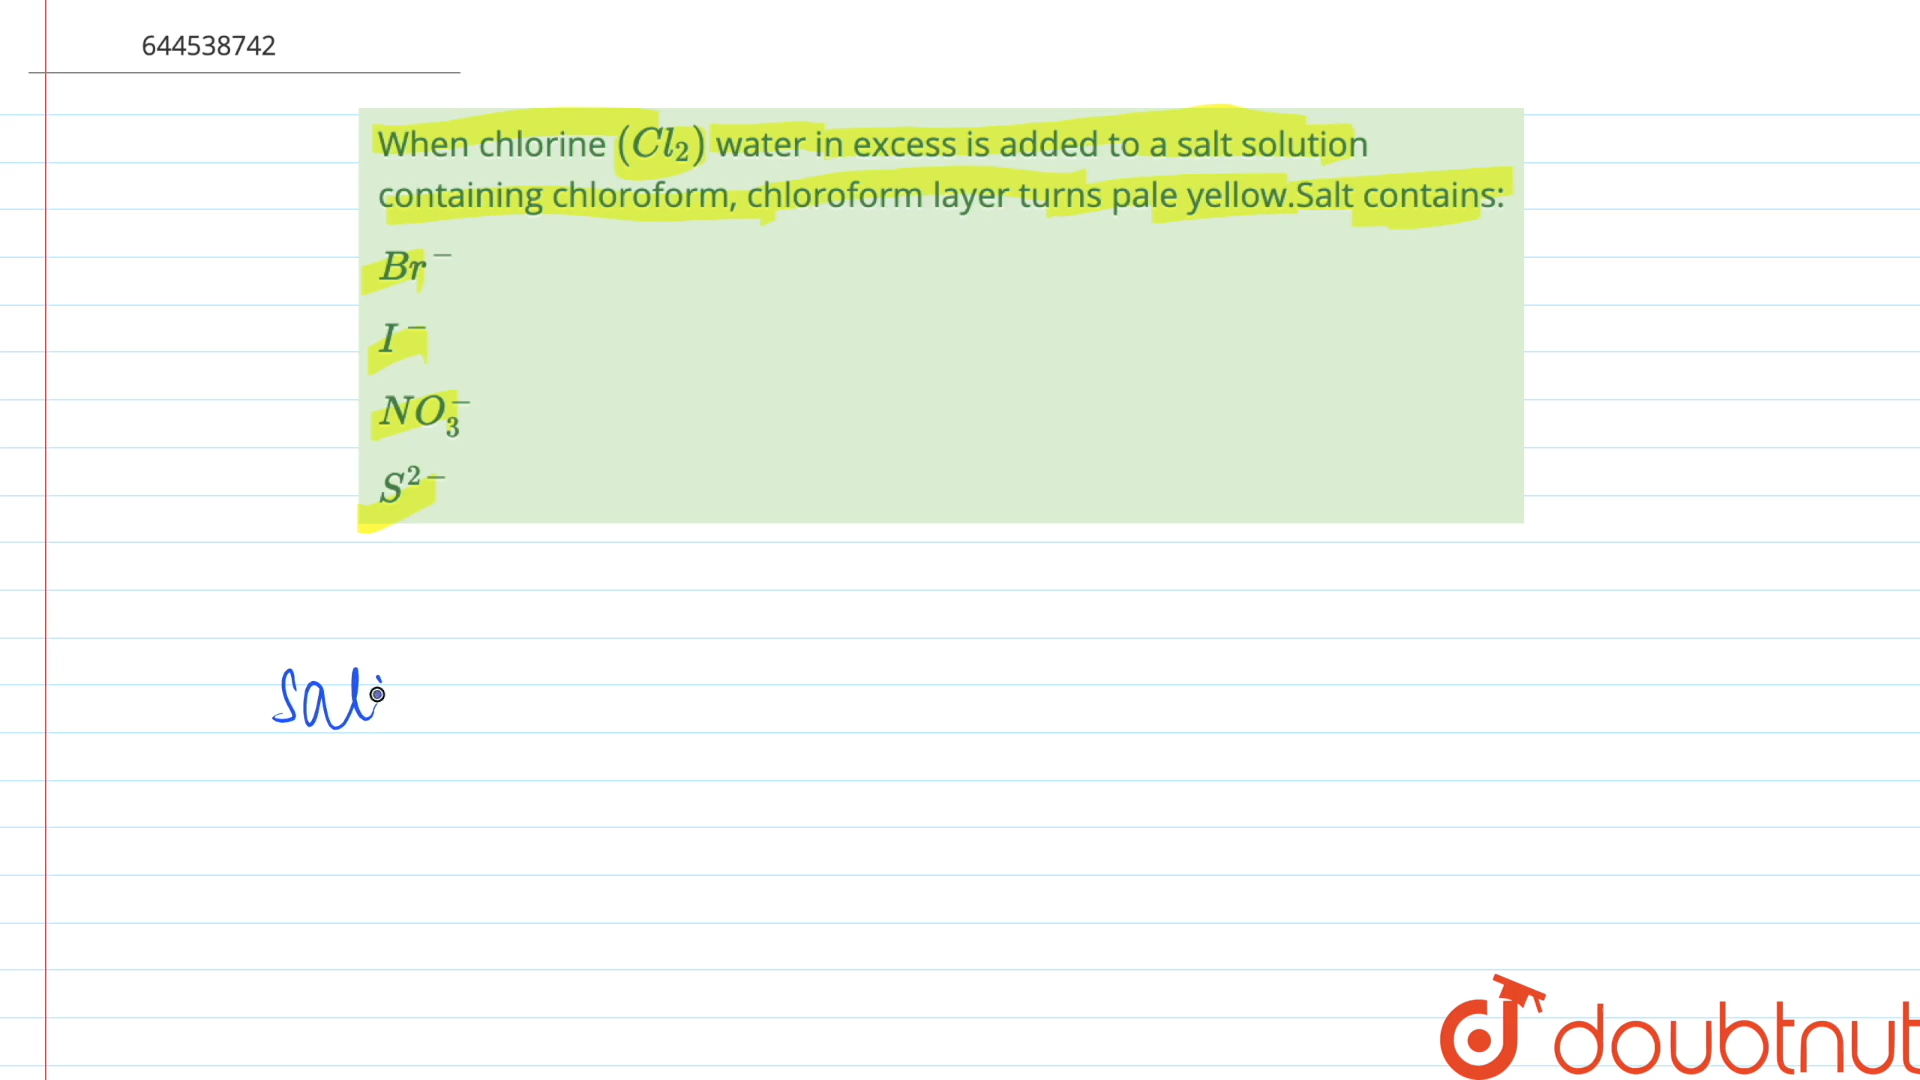 644538742
When chlorine (Cl₂) water in excess is added to a salt solution
containing chloroform, chloroform layer turns pale yellow.Salt contains:
Br⁻
I⁻
NO₃⁻
S²⁻
Sal
doubtnut